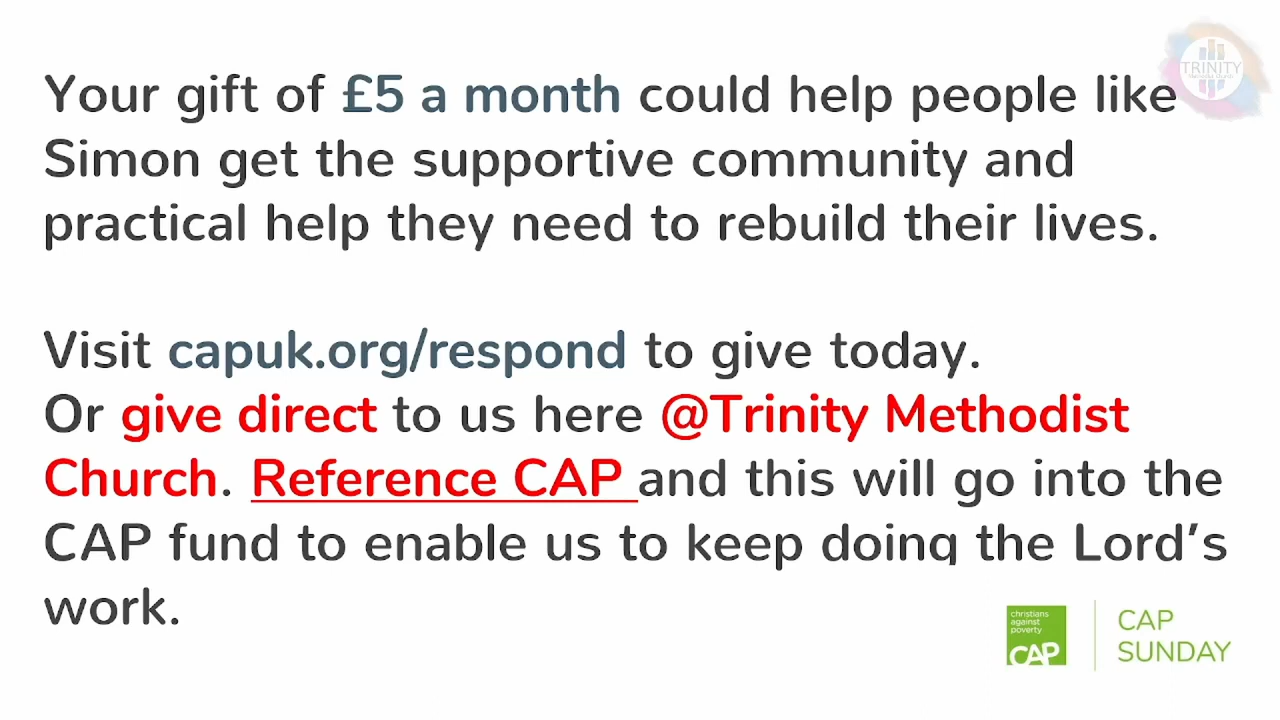 Your gift of £5 a month could help people like
Simon get the supportive community and
practical help they need to rebuild their lives.
Visit capuk.org/respond to give today.
Or give direct to us here @Trinity Methodist
Church. Reference CAP and this will go into the
CAP fund to enable us to keep doing the Lord’s
work.
TRINITY
Methodist Church
christians
against
poverty
CAP
CAP
SUNDAY